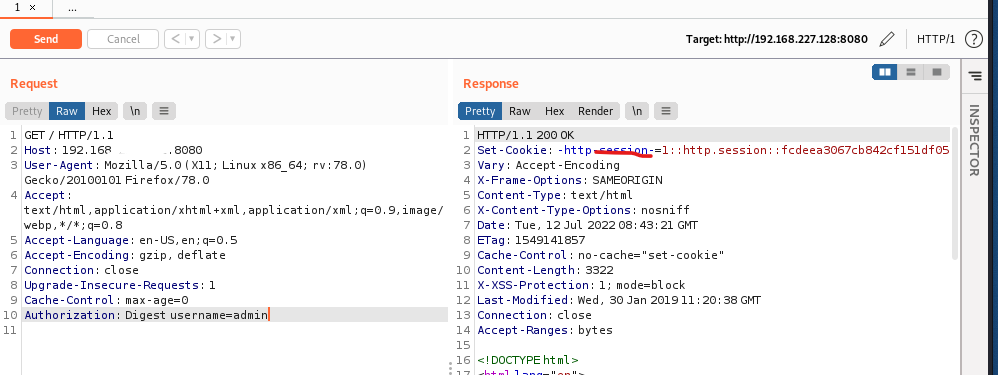 1 × ...
Send Cancel < > Target: http://192.168.227.128:8080 HTTP/1 ?
Request
Pretty Raw Hex \n
1 GET / HTTP/1.1
2 Host: 192.168 .8080
3 User-Agent: Mozilla/5.0 (X11; Linux x86_64; rv:78.0)
Gecko/20100101 Firefox/78.0
4 Accept:
text/html,application/xhtml+xml,application/xml;q=0.9,image/
webp,*/*;q=0.8
5 Accept-Language: en-US,en;q=0.5
6 Accept-Encoding: gzip, deflate
7 Connection: close
8 Upgrade-Insecure-Requests: 1
9 Cache-Control: max-age=0
10 Authorization: Digest username=admin
11
Response
Pretty Raw Hex Render \n
1 HTTP/1.1 200 OK
2 Set-Cookie: -http-session-=1::http.session::fcdeea3067cb842cf151df05
3 Vary: Accept-Encoding
4 X-Frame-Options: SAMEORIGIN
5 Content-Type: text/html
6 X-Content-Type-Options: nosniff
7 Date: Tue, 12 Jul 2022 08:43:21 GMT
8 ETag: 1549141857
9 Cache-Control: no-cache="set-cookie"
10 Content-Length: 3322
11 X-XSS-Protection: 1; mode=block
12 Last-Modified: Wed, 30 Jan 2019 11:20:38 GMT
13 Connection: close
14 Accept-Ranges: bytes
15
16 <!DOCTYPE html>
17 <html lang="en">
INSPECTOR